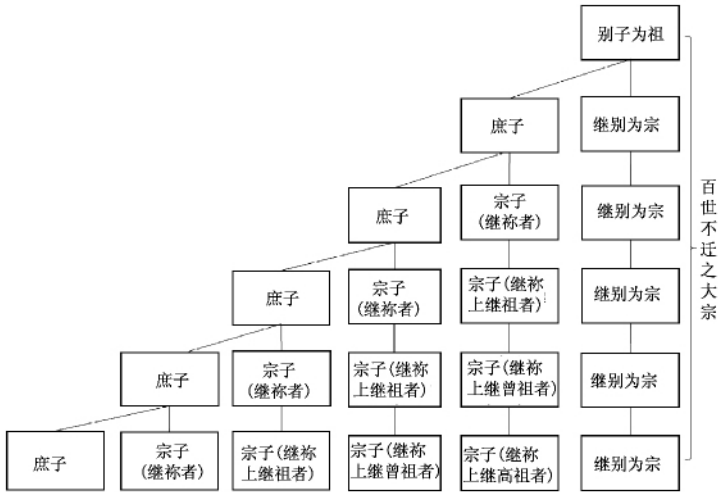 别子为祖
庶子
继别为宗
庶子
宗子
(继祢者)
继别为宗
庶子
宗子
(继祢者)
宗子(继祢
上继祖者)
继别为宗
庶子
宗子
(继祢者)
宗子(继祢
上继祖者)
宗子(继祢
上继曾祖者)
继别为宗
庶子
宗子
(继祢者)
宗子(继祢
上继祖者)
宗子(继祢
上继曾祖者)
宗子(继祢
上继高祖者)
继别为宗
百世不迁之大宗